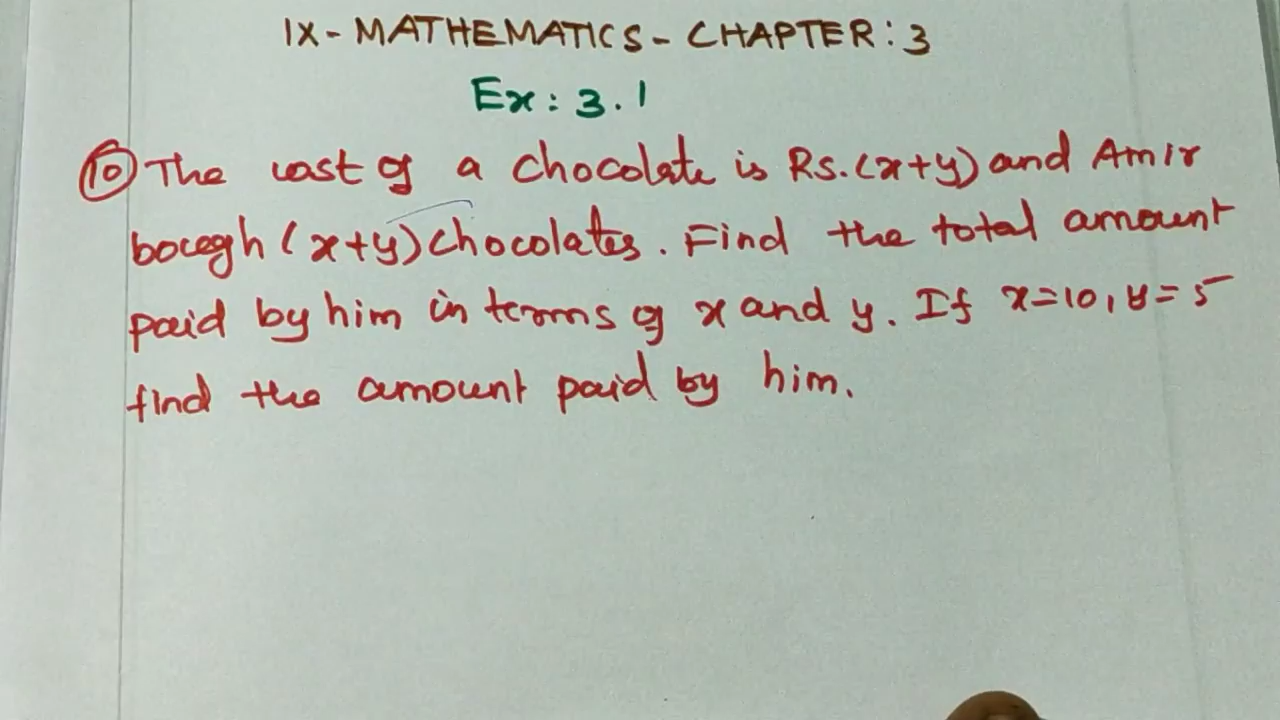 IX - MATHEMATICS - CHAPTER : 3
Ex : 3.1
10 The cost of a chocolate is Rs. (x+y) and Amir
bough (x+y) chocolates. Find the total amount
paid by him in terms of x and y. If x=10, y=5
find the amount paid by him.